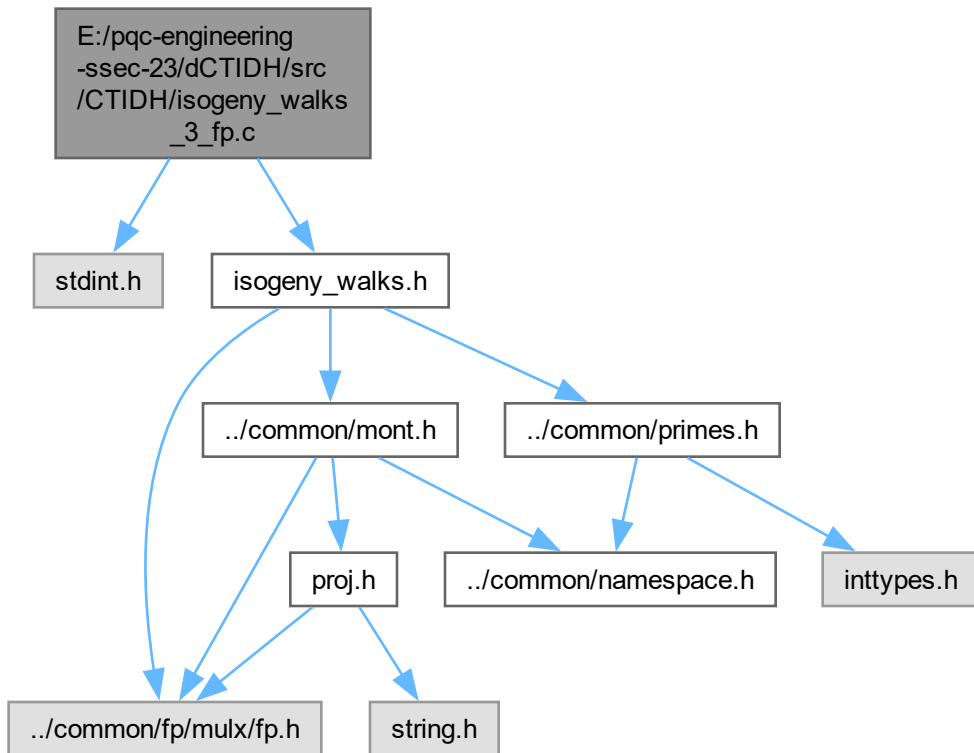 E:/pqc-engineering
-ssec-23/dCTIDH/src
/CTIDH/isogeny_walks
_3_fp.c
stdint.h
isogeny_walks.h
../common/mont.h
../common/primes.h
proj.h
../common/namespace.h
inttypes.h
../common/fp/mulx/fp.h
string.h